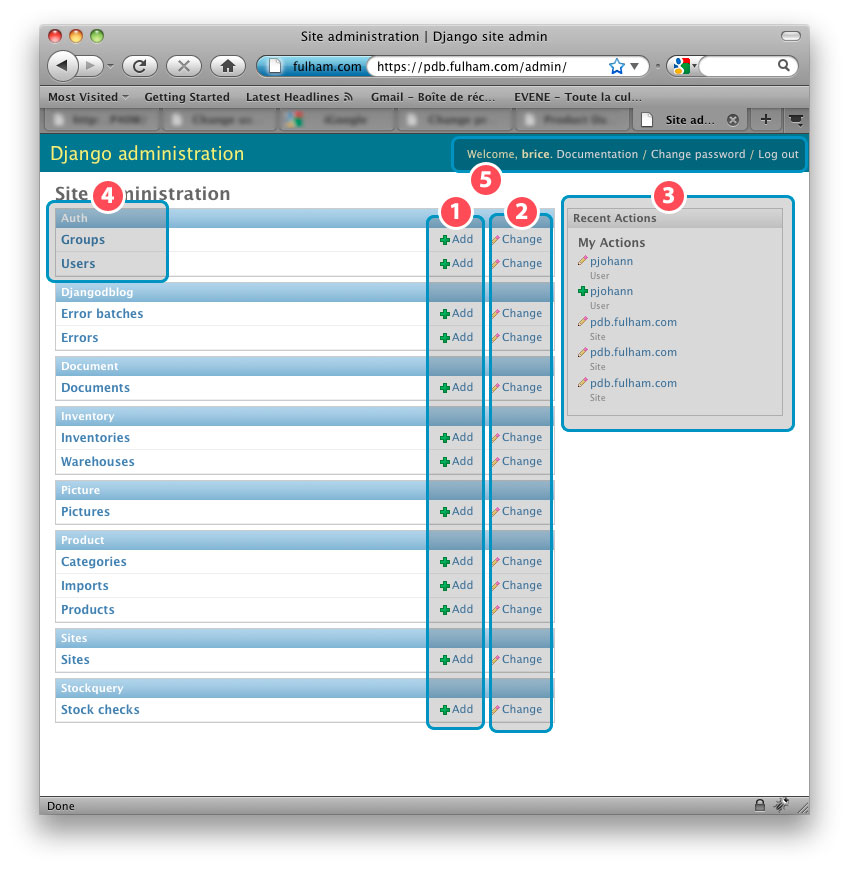 Site administration | Django site admin
fulham.com https://pdb.fulham.com/admin/
Most Visited Getting Started Latest Headlines Gmail – Boîte de réc... EVENE – Toute la cul...
iGoogle Site ad...
Django administration Welcome, brice. Documentation / Change password / Log out
5
Site administration
4 1 2 3
Auth Recent Actions
Groups Add Change My Actions
Users Add Change pjohann
User
Djangodblog pjohann
User
Error batches Add Change pdb.fulham.com
Site
Errors Add Change pdb.fulham.com
Site
Document
Documents Add Change pdb.fulham.com
Site
Inventory
Inventories Add Change
Warehouses Add Change
Picture
Pictures Add Change
Product
Categories Add Change
Imports Add Change
Products Add Change
Sites
Sites Add Change
Stockquery
Stock checks Add Change
Done